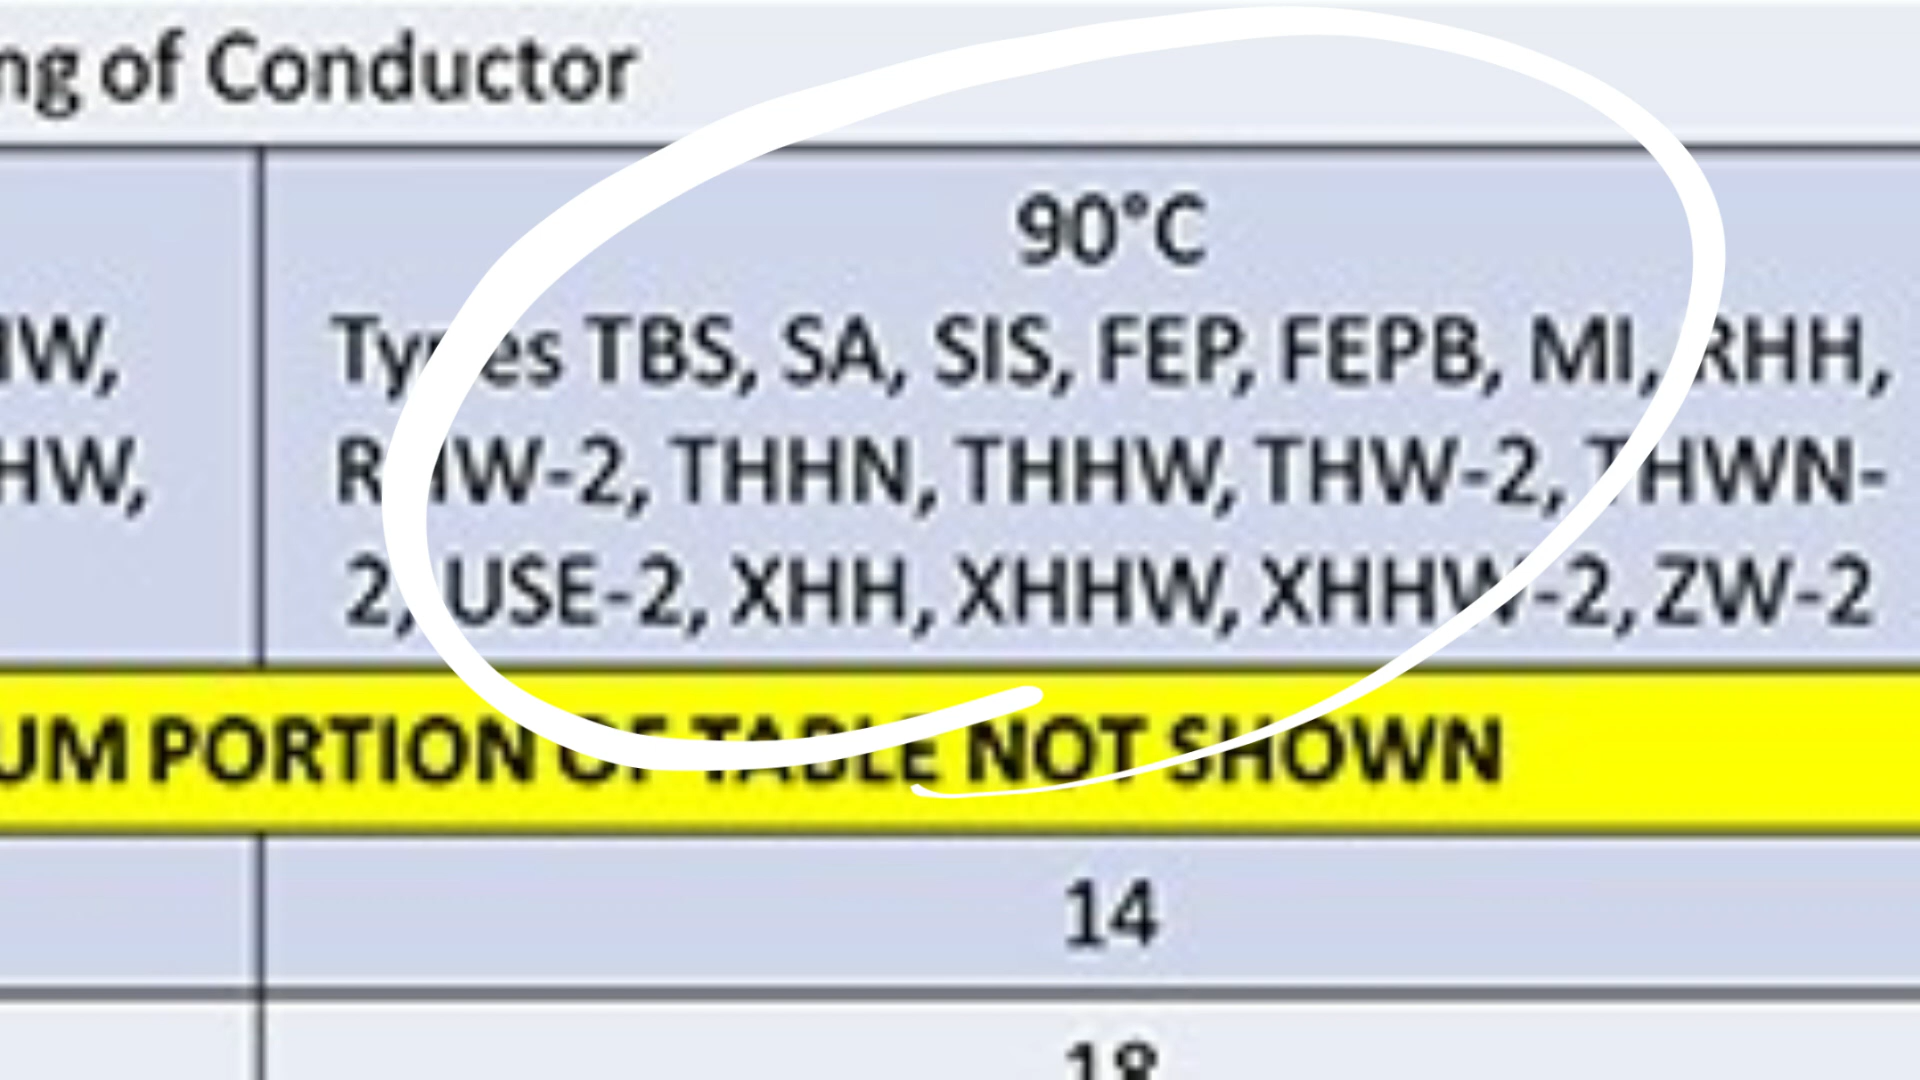 ng of Conductor
90°C
IW, Types TBS, SA, SIS, FEP, FEPB, MI, RHH,
HW, RHW-2, THHN, THHW, THW-2, THWN-
2, USE-2, XHH, XHHW, XHHW-2, ZW-2
UM PORTION OF TABLE NOT SHOWN
14
18